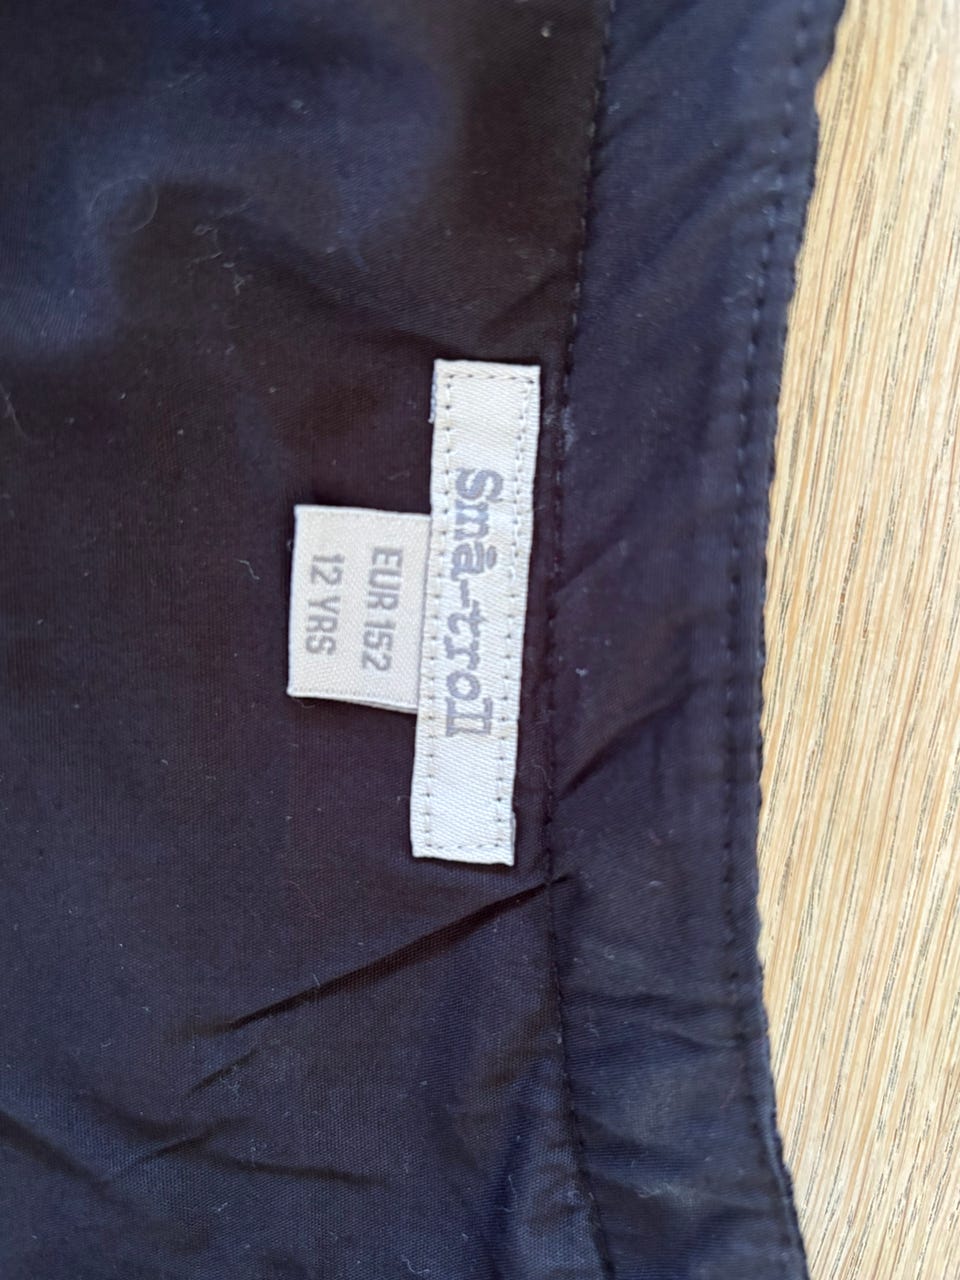 Små-troll
EUR 152
12 YRS